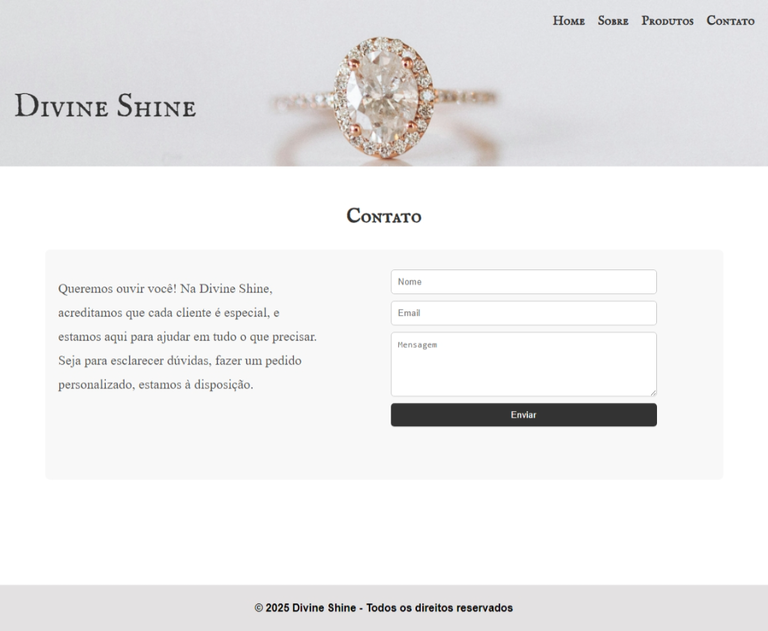 Home Sobre Produtos Contato
Divine Shine
Contato
Queremos ouvir você! Na Divine Shine,
acreditamos que cada cliente é especial, e
estamos aqui para ajudar em tudo o que precisar.
Seja para esclarecer dúvidas, fazer um pedido
personalizado, estamos à disposição.
Nome
Email
Mensagem
Enviar
© 2025 Divine Shine - Todos os direitos reservados